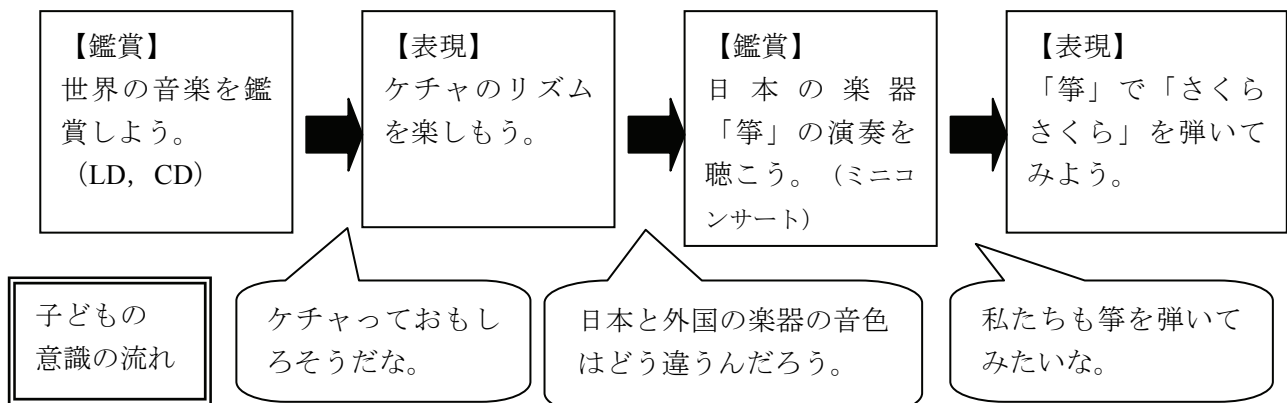 【鑑賞】
世界の音楽を鑑
賞しよう。
（LD，CD）
【表現】
ケチャのリズム
を楽しもう。
【鑑賞】
日本の楽器
「箏」の演奏を
聴こう。（ミニコ
ンサート）
【表現】
「箏」で「さくら
さくら」を弾いて
みよう。
子どもの
意識の流れ
ケチャっておもし
ろそうだな。
日本と外国の楽器の音色
はどう違うんだろう。
私たちも箏を弾いて
みたいな。